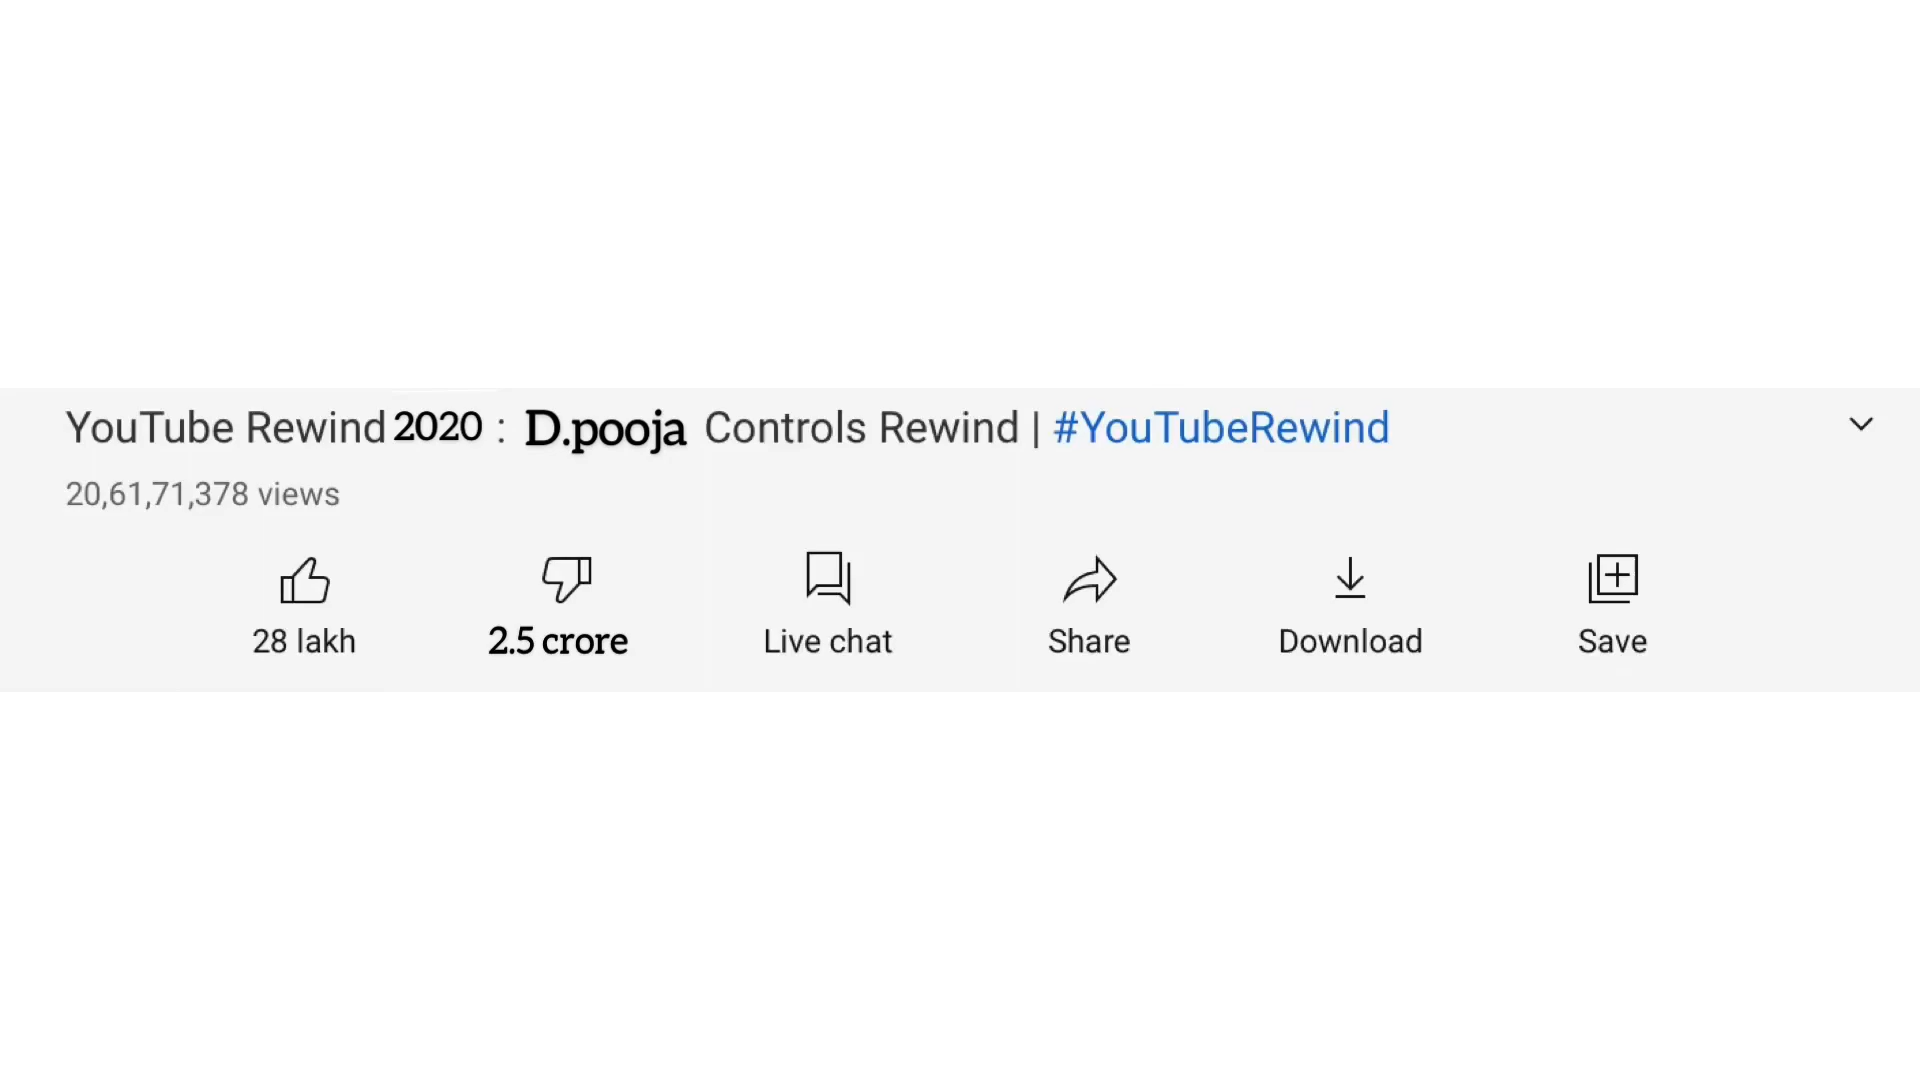 YouTube Rewind 2020 : D.pooja Controls Rewind | #YouTubeRewind
20,61,71,378 views
28 lakh 2.5 crore Live chat Share Download Save